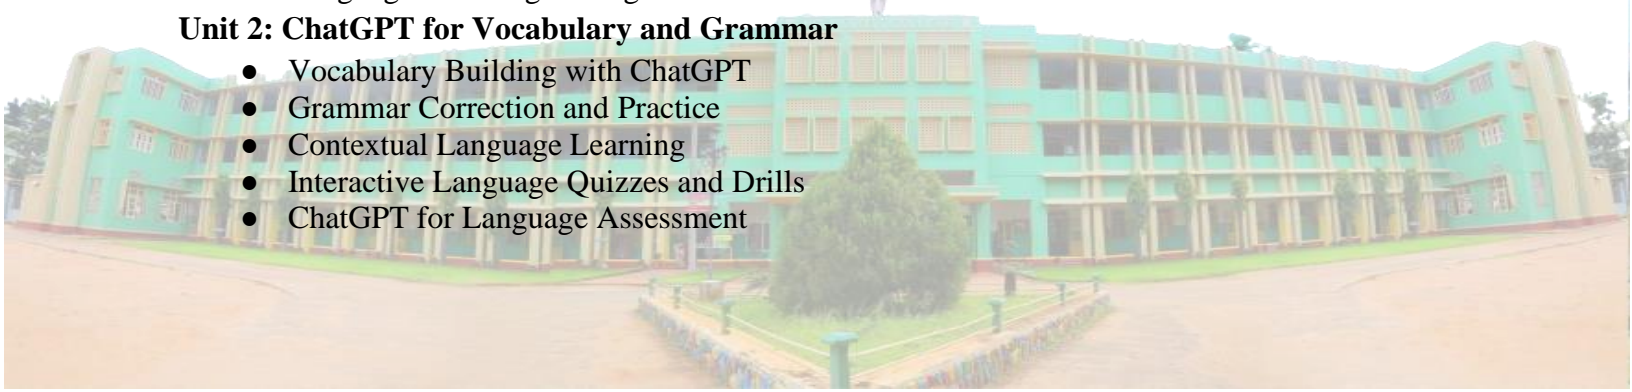 Unit 2: ChatGPT for Vocabulary and Grammar
● Vocabulary Building with ChatGPT
● Grammar Correction and Practice
● Contextual Language Learning
● Interactive Language Quizzes and Drills
● ChatGPT for Language Assessment